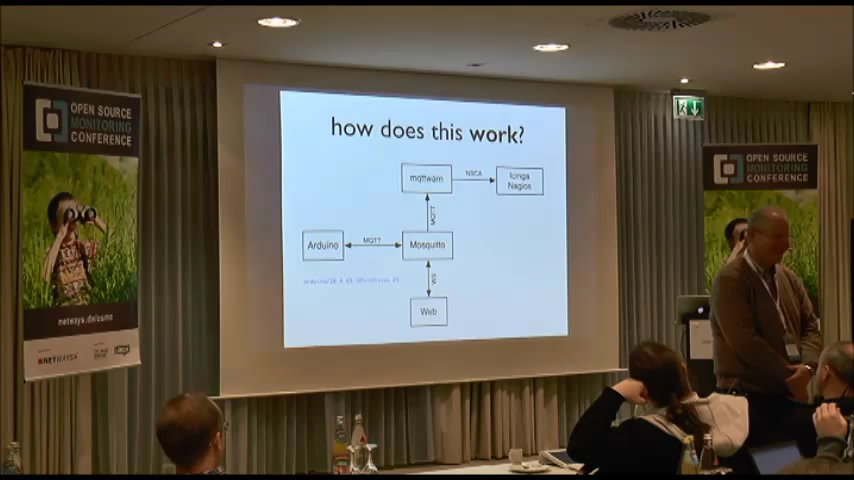 OPEN SOURCE
MONITORING
CONFERENCE
netways.de/osmc
NETWAYS
how does this work?
mqttwarn
NSCA
Icinga
Nagios
MQTT
Arduino
MQTT
Mosquitto
WS
Web
OPEN SOURCE
MONITORING
CONFERENCE